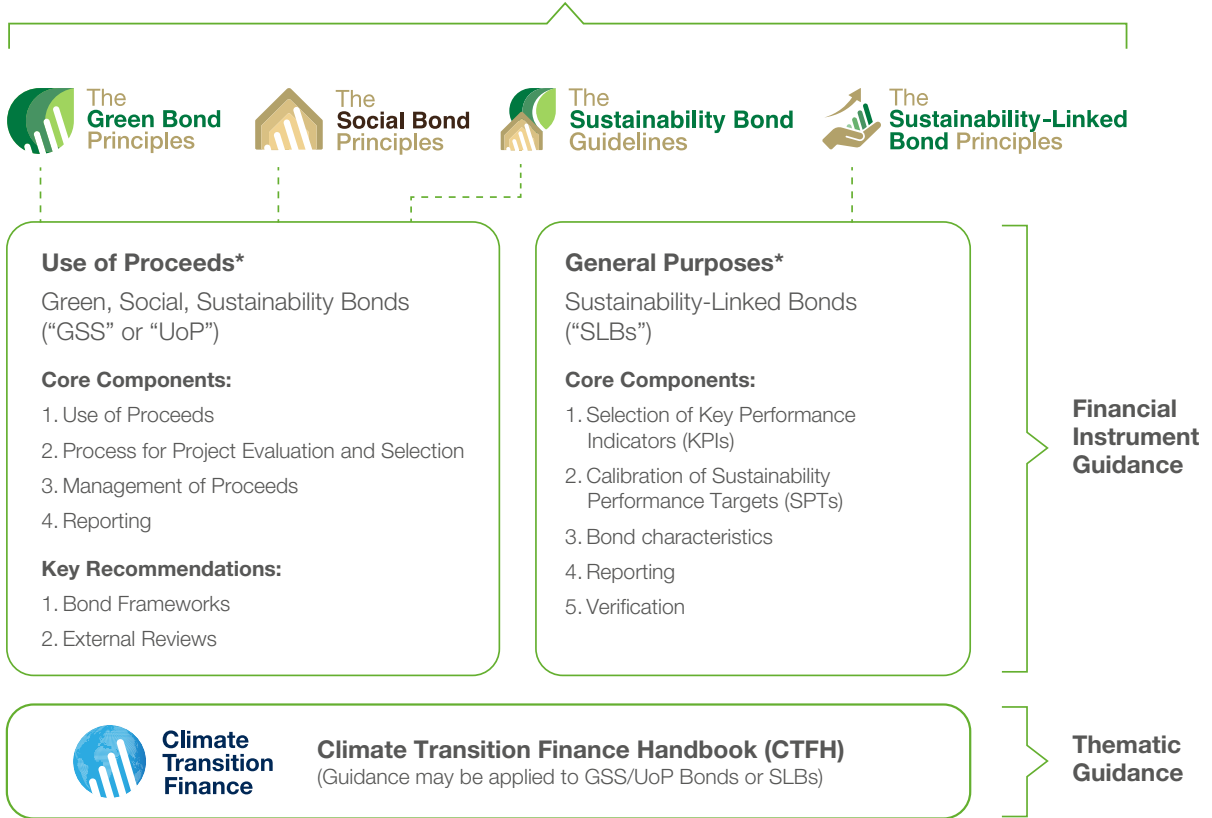 The
Green Bond
Principles
The
Social Bond
Principles
The
Sustainability Bond
Guidelines
The
Sustainability-Linked
Bond Principles
Use of Proceeds*
Green, Social, Sustainability Bonds
(“GSS” or “UoP”)
Core Components:
1. Use of Proceeds
2. Process for Project Evaluation and Selection
3. Management of Proceeds
4. Reporting
Key Recommendations:
1. Bond Frameworks
2. External Reviews
General Purposes*
Sustainability-Linked Bonds
(“SLBs”)
Core Components:
1. Selection of Key Performance
Indicators (KPIs)
2. Calibration of Sustainability
Performance Targets (SPTs)
3. Bond characteristics
4. Reporting
5. Verification
Financial
Instrument
Guidance
Climate
Transition
Finance
Climate Transition Finance Handbook (CTFH)
(Guidance may be applied to GSS/UoP Bonds or SLBs)
Thematic
Guidance